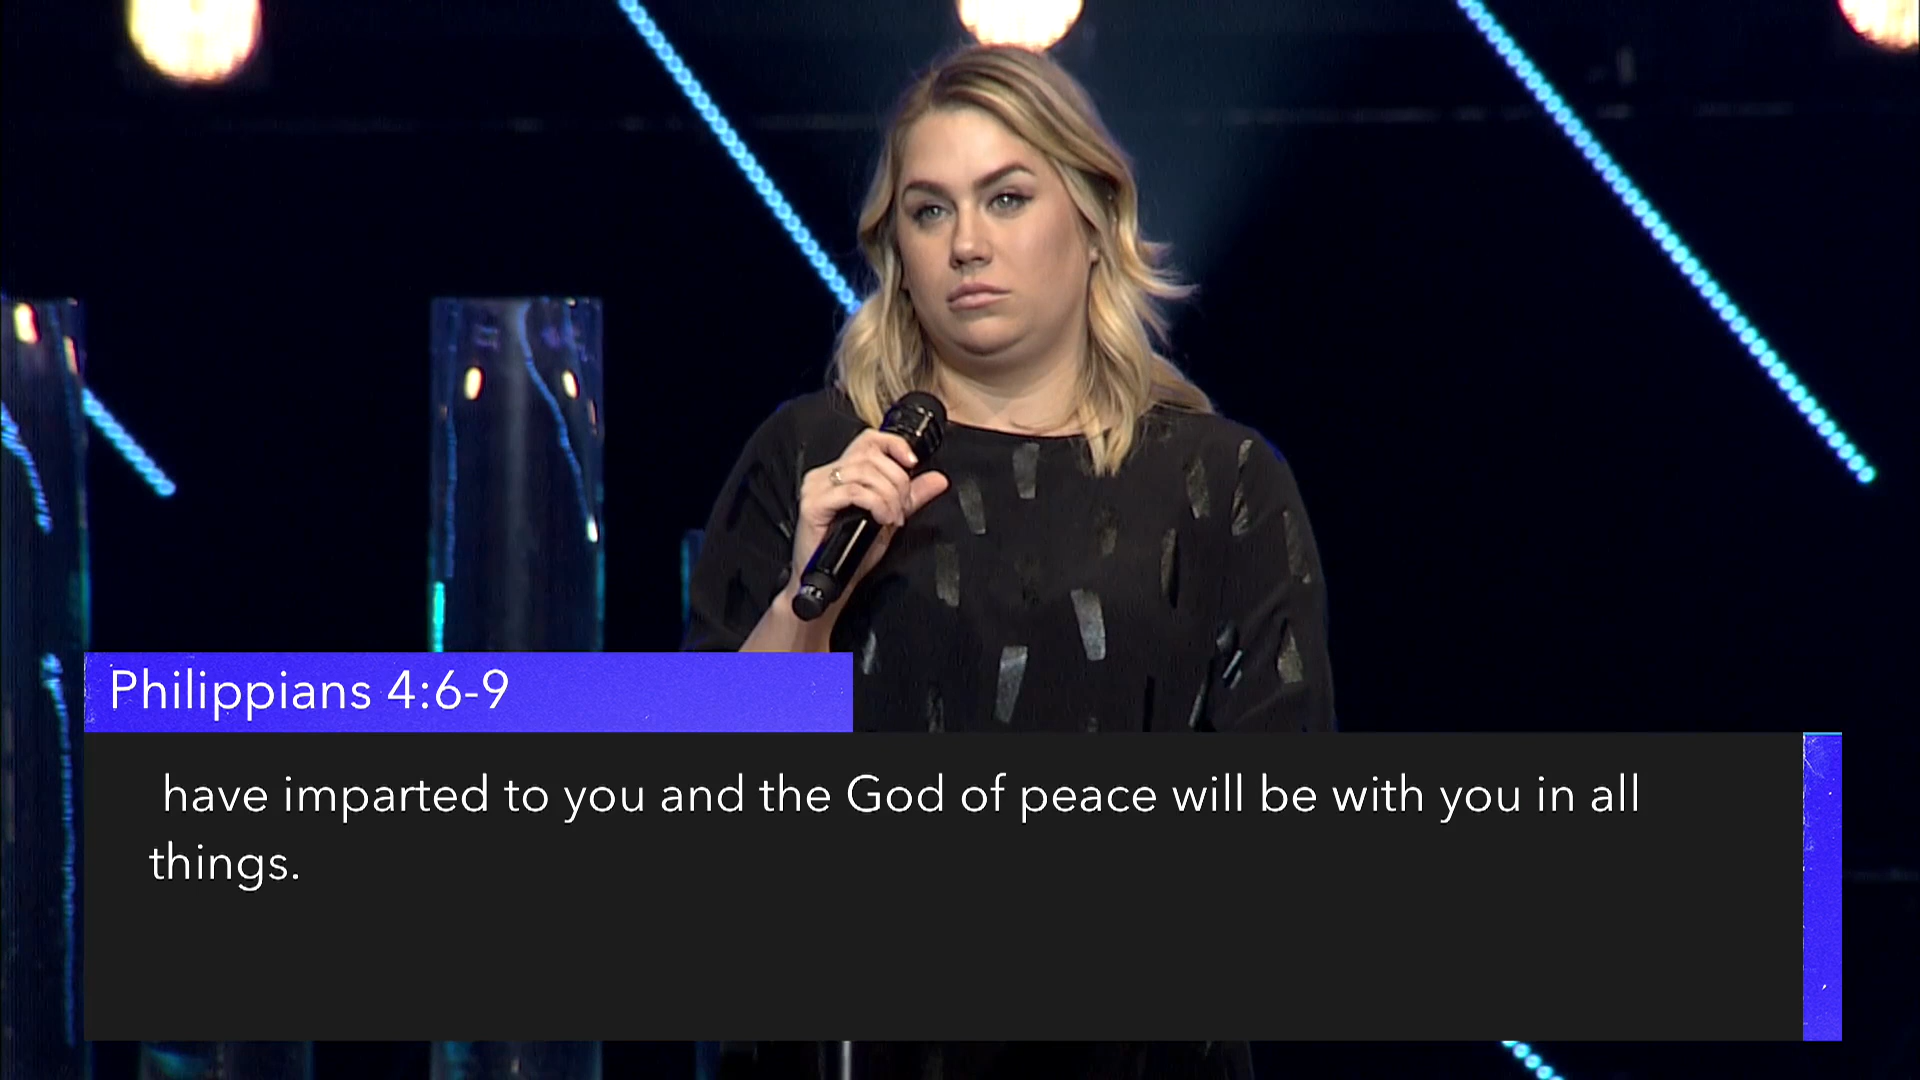 Philippians 4:6-9
have imparted to you and the God of peace will be with you in all
things.